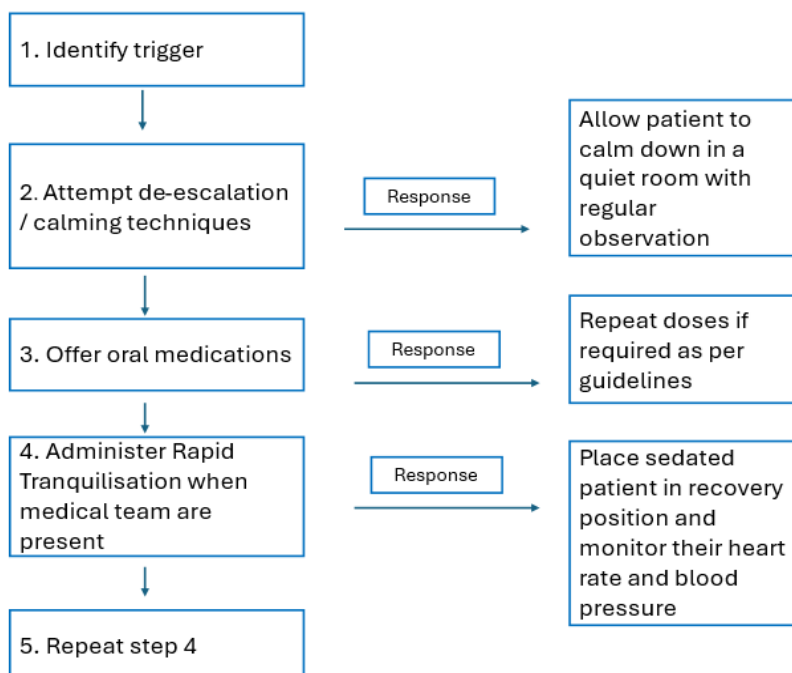 1. Identify trigger
2. Attempt de-escalation
/ calming techniques
Response
Allow patient to
calm down in a
quiet room with
regular
observation
3. Offer oral medications
Response
Repeat doses if
required as per
guidelines
4. Administer Rapid
Tranquilisation when
medical team are
present
Response
Place sedated
patient in recovery
position and
monitor their heart
rate and blood
pressure
5. Repeat step 4